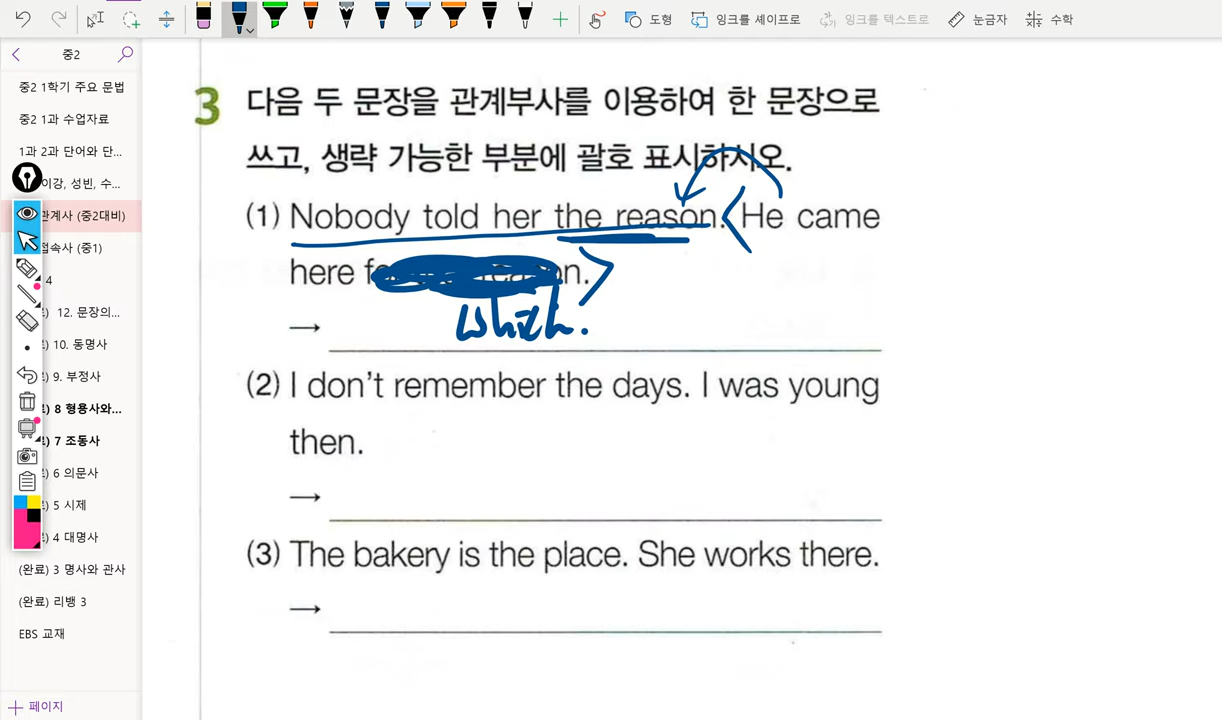 도형
잉크를 셰이프로
잉크를 텍스트로
눈금자
수학
중2
중2 1학기 주요 문법
중2 1과 수업자료
1과 2과 단어와 단...
이강, 성빈, 수...
관계사 (중2대비)
접속사 (중1)
4
12. 문장의...
10. 동명사
9. 부정사
8 형용사와...
7 조동사
6 의문사
5 시제
4 대명사
(완료) 3 명사와 관사
(완료) 리뱅 3
EBS 교재
페이지
3 다음 두 문장을 관계부사를 이용하여 한 문장으로
쓰고, 생략 가능한 부분에 괄호 표시하시오.
(1) Nobody told her the reason. He came
here
which.
→
(2) I don't remember the days. I was young
then.
→
(3) The bakery is the place. She works there.
→